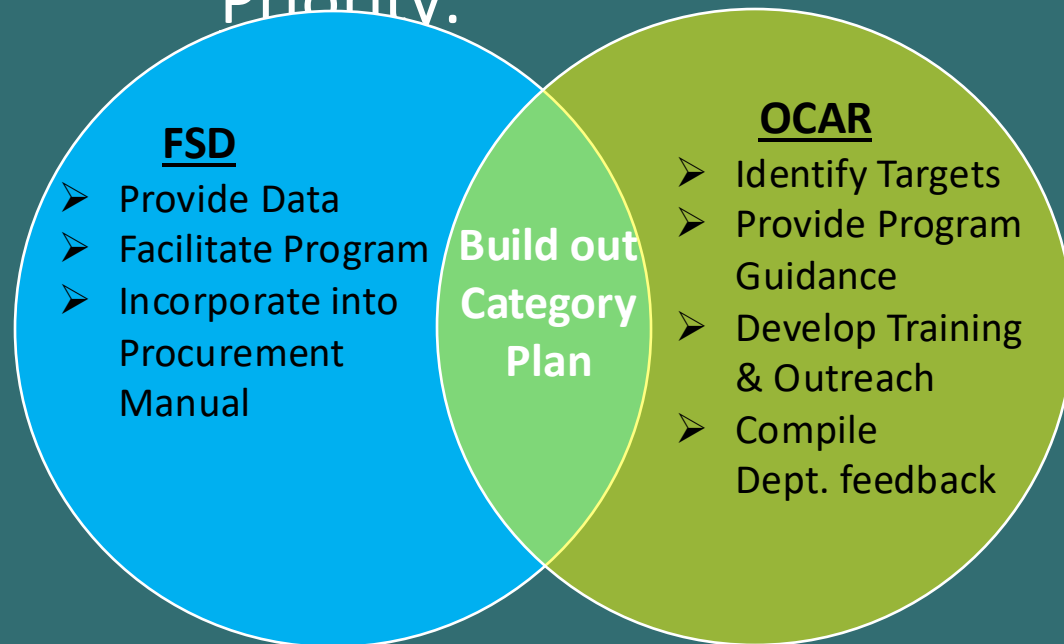 Priority:
FSD
➢ Provide Data
➢ Facilitate Program
➢ Incorporate into
Procurement
Manual
Build out
Category
Plan
OCAR
➢ Identify Targets
➢ Provide Program
Guidance
➢ Develop Training
& Outreach
➢ Compile
Dept. feedback